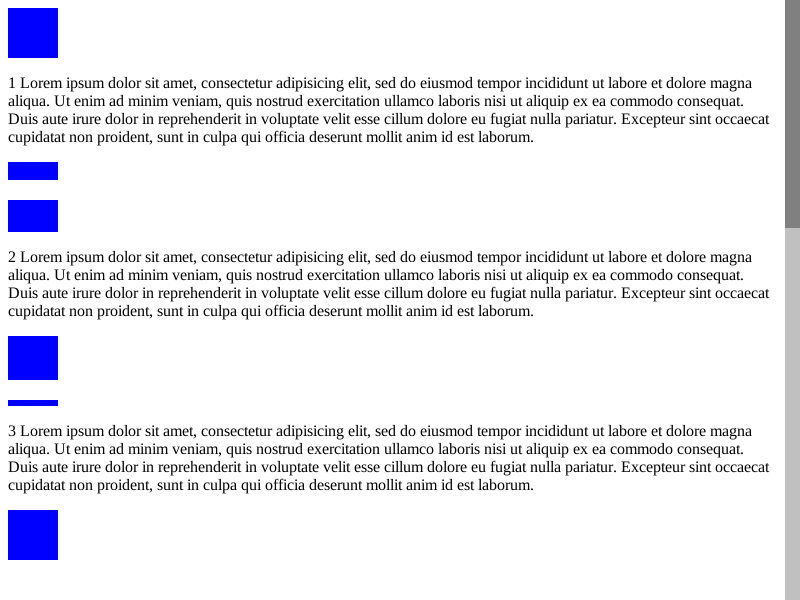 1 Lorem ipsum dolor sit amet, consectetur adipisicing elit, sed do eiusmod tempor incididunt ut labore et dolore magna
aliqua. Ut enim ad minim veniam, quis nostrud exercitation ullamco laboris nisi ut aliquip ex ea commodo consequat.
Duis aute irure dolor in reprehenderit in voluptate velit esse cillum dolore eu fugiat nulla pariatur. Excepteur sint occaecat
cupidatat non proident, sunt in culpa qui officia deserunt mollit anim id est laborum.
2 Lorem ipsum dolor sit amet, consectetur adipisicing elit, sed do eiusmod tempor incididunt ut labore et dolore magna
aliqua. Ut enim ad minim veniam, quis nostrud exercitation ullamco laboris nisi ut aliquip ex ea commodo consequat.
Duis aute irure dolor in reprehenderit in voluptate velit esse cillum dolore eu fugiat nulla pariatur. Excepteur sint occaecat
cupidatat non proident, sunt in culpa qui officia deserunt mollit anim id est laborum.
3 Lorem ipsum dolor sit amet, consectetur adipisicing elit, sed do eiusmod tempor incididunt ut labore et dolore magna
aliqua. Ut enim ad minim veniam, quis nostrud exercitation ullamco laboris nisi ut aliquip ex ea commodo consequat.
Duis aute irure dolor in reprehenderit in voluptate velit esse cillum dolore eu fugiat nulla pariatur. Excepteur sint occaecat
cupidatat non proident, sunt in culpa qui officia deserunt mollit anim id est laborum.